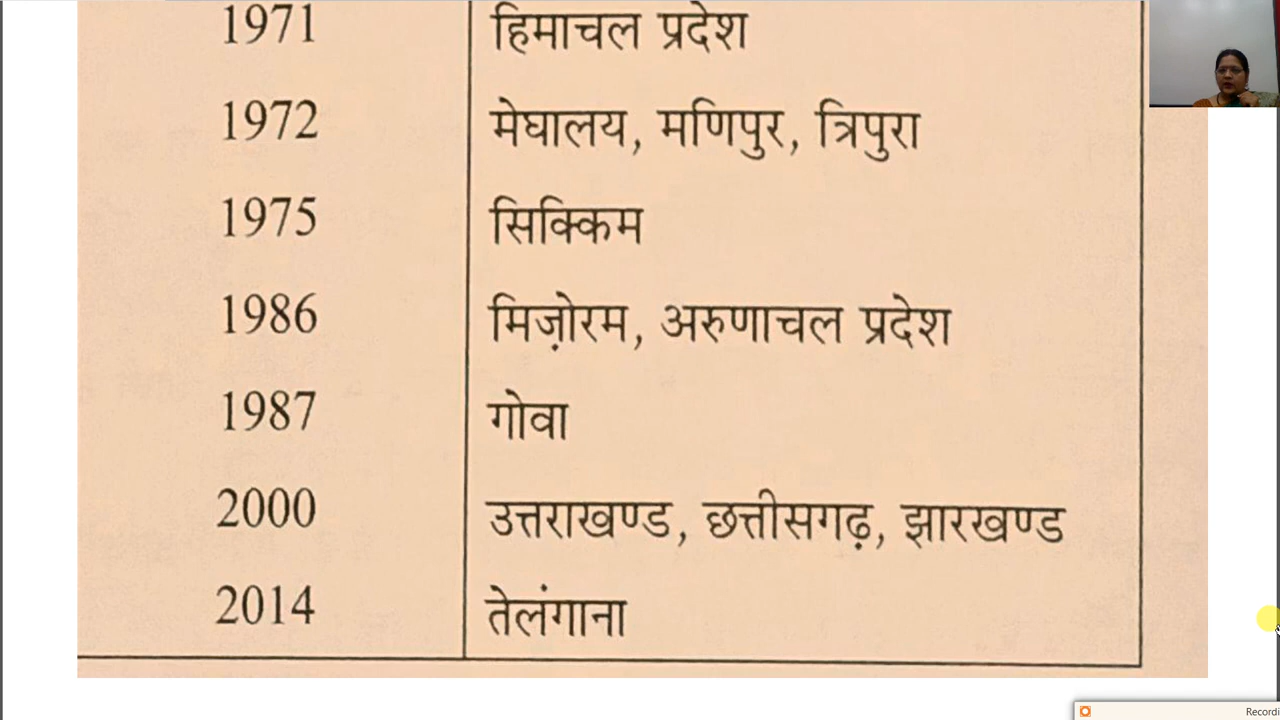 1971 हिमाचल प्रदेश
1972 मेघालय, मणिपुर, त्रिपुरा
1975 सिक्किम
1986 मिज़ोरम, अरुणाचल प्रदेश
1987 गोवा
2000 उत्तराखण्ड, छत्तीसगढ़, झारखण्ड
2014 तेलंगाना
Recordi